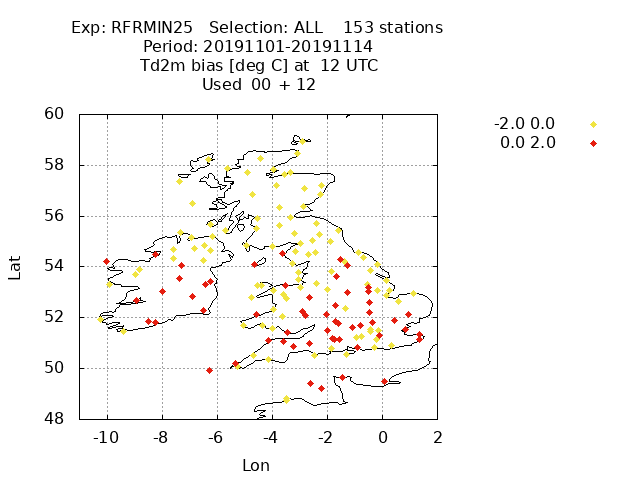 Exp: RFRMIN25 Selection: ALL 153 stations
Period: 20191101-20191114
Td2m bias [deg C] at 12 UTC
Used 00 + 12
-2.0 0.0
0.0 2.0
60
58
56
54
52
50
48
Lat
-10 -8 -6 -4 -2 0 2
Lon